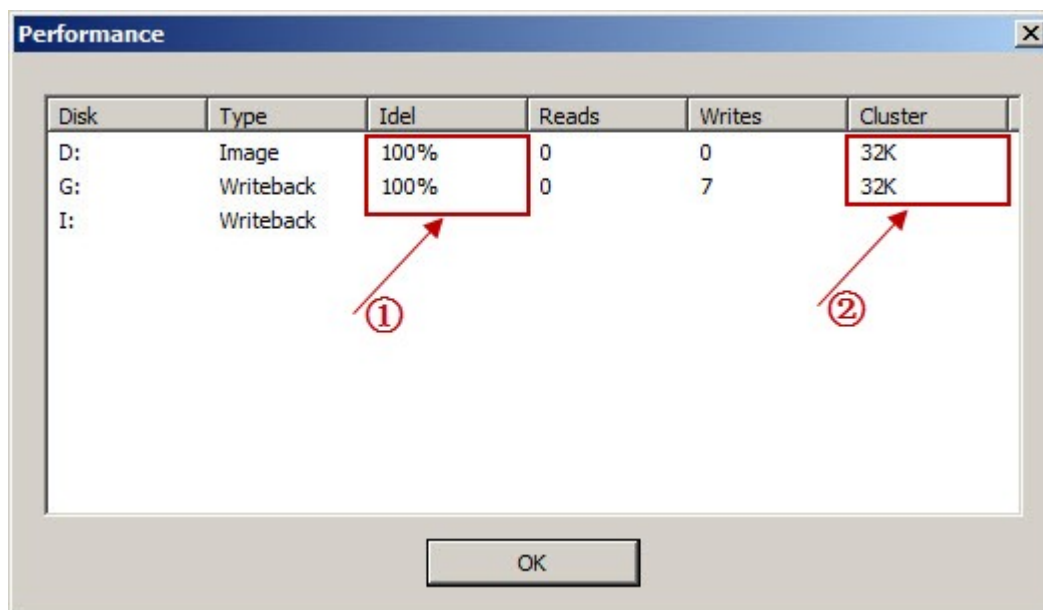 Performance
Disk Type Idel Reads Writes Cluster
D: Image 100% 0 0 32K
G: Writeback 100% 0 7 32K
I: Writeback
① ②
OK